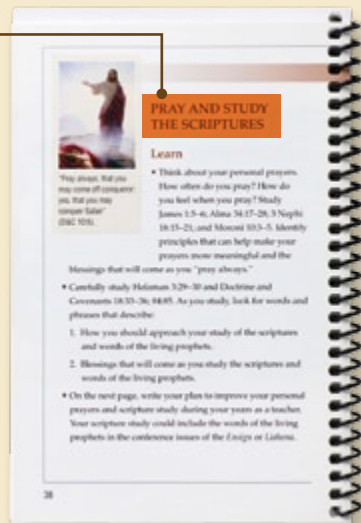 PRAY AND STUDY
THE SCRIPTURES
Learn
• Think about your personal prayers.
How often do you pray? How do
you feel when you pray? Study
James 1:5–6; Alma 34:17–28; 3 Nephi
18:15–21; and Moroni 10:3–5. Identify
principles that can help make your
prayers more meaningful and the
blessings that will come as you “pray always.”
"Pray always, that you
may come off conqueror;
yea, that you may
conquer Satan"
(D&C 10:5).
• Carefully study Helaman 3:29–30 and Doctrine and
Covenants 18:33–36; 84:85. As you study, look for words and
phrases that describe:
1. How you should approach your study of the scriptures
and words of the living prophets.
2. Blessings that will come as you study the scriptures and
words of the living prophets.
• On the next page, write your plan to improve your personal
prayers and scripture study during your years as a teacher.
Your scripture study could include the words of the living
prophets in the conference issues of the Ensign or Liahona.
38